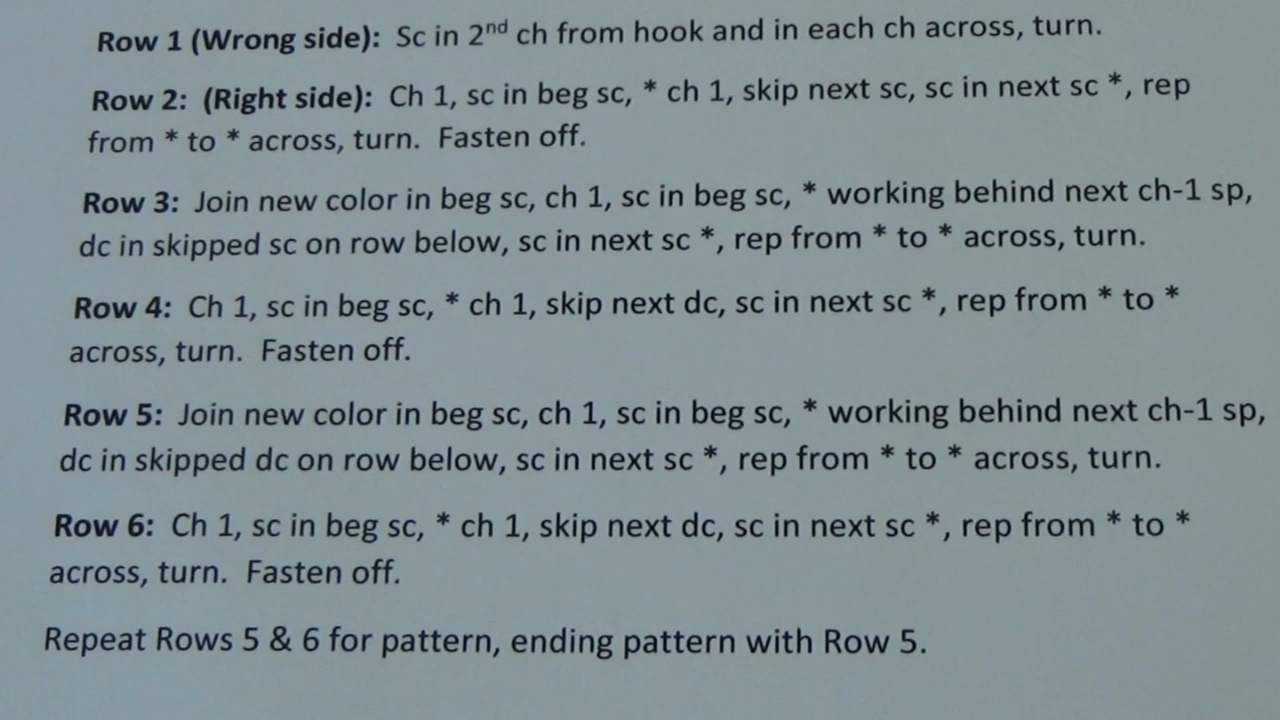 Row 1 (Wrong side): Sc in 2nd ch from hook and in each ch across, turn.
Row 2: (Right side): Ch 1, sc in beg sc, * ch 1, skip next sc, sc in next sc *, rep
from * to * across, turn. Fasten off.
Row 3: Join new color in beg sc, ch 1, sc in beg sc, * working behind next ch-1 sp,
dc in skipped sc on row below, sc in next sc *, rep from * to * across, turn.
Row 4: Ch 1, sc in beg sc, * ch 1, skip next dc, sc in next sc *, rep from * to *
across, turn. Fasten off.
Row 5: Join new color in beg sc, ch 1, sc in beg sc, * working behind next ch-1 sp,
dc in skipped dc on row below, sc in next sc *, rep from * to * across, turn.
Row 6: Ch 1, sc in beg sc, * ch 1, skip next dc, sc in next sc *, rep from * to *
across, turn. Fasten off.
Repeat Rows 5 & 6 for pattern, ending pattern with Row 5.